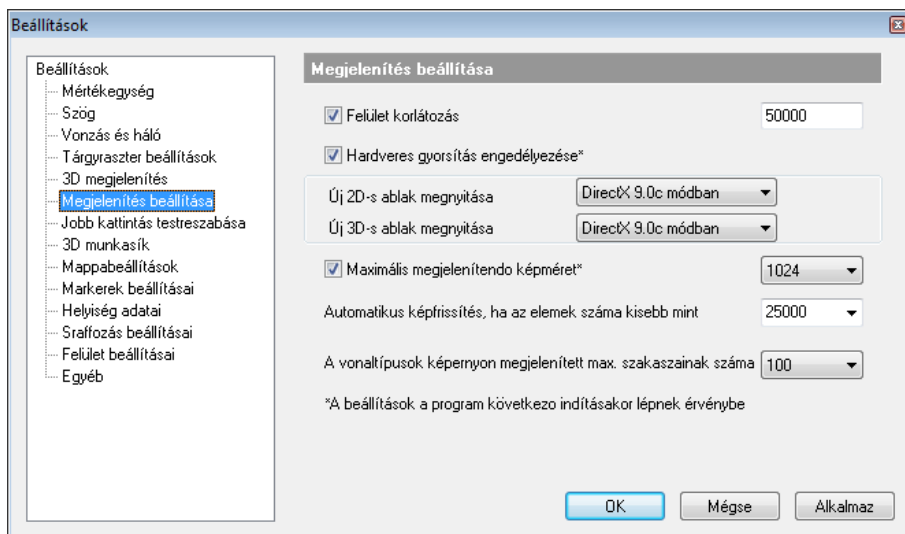 Beállítások
Beállítások
Mértékegység
Szög
Vonzás és háló
Tárgyraszter beállítások
3D megjelenítés
Megjelenítés beállítása
Jobb kattintás testreszabása
3D munkasík
Mappabeállítások
Markerek beállításai
Helyiség adatai
Sraffozás beállításai
Felület beállításai
Egyéb
Megjelenítés beállítása
Felület korlátozás 50000
Hardveres gyorsítás engedélyezése*
Új 2D-s ablak megnyitása DirectX 9.0c módban
Új 3D-s ablak megnyitása DirectX 9.0c módban
Maximális megjelenítendo képméret* 1024
Automatikus képfrissítés, ha az elemek száma kisebb mint 25000
A vonaltípusok képernyon megjelenített max. szakaszainak száma 100
*A beállítások a program következo indításakor lépnek érvénybe
OK Mégse Alkalmaz